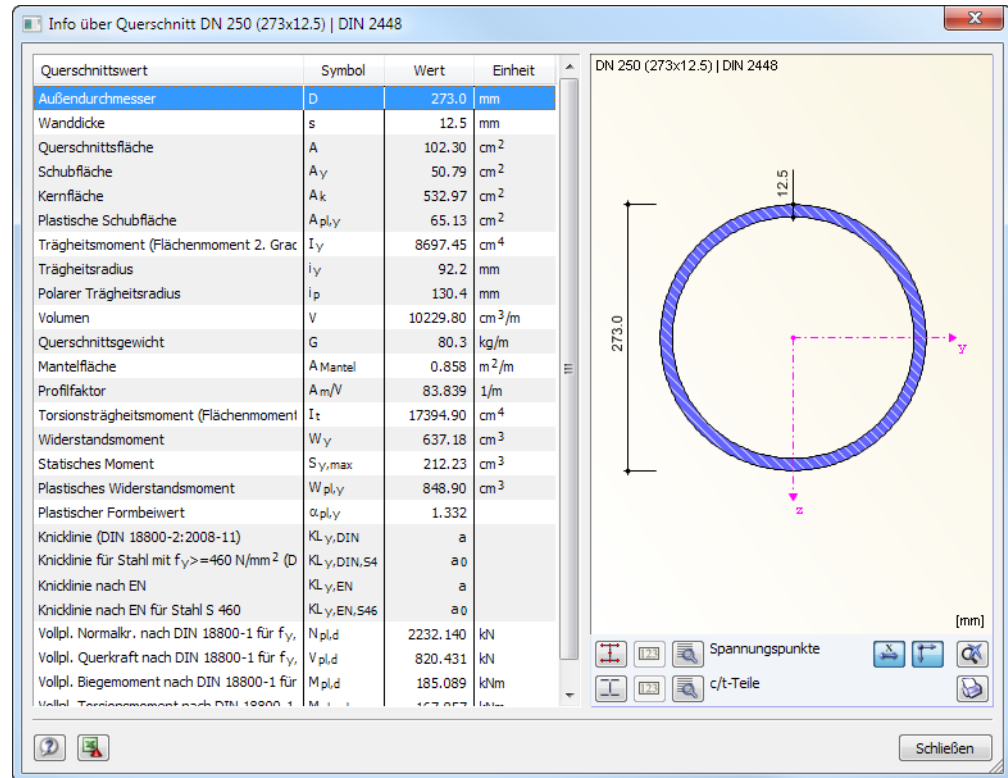 Info über Querschnitt DN 250 (273x12.5) | DIN 2448
Querschnittswert Symbol Wert Einheit
Außendurchmesser D 273.0 mm
Wanddicke s 12.5 mm
Querschnittsfläche A 102.30 cm2
Schubfläche Ay 50.79 cm2
Kernfläche Ak 532.97 cm2
Plastische Schubfläche Apl,y 65.13 cm2
Trägheitsmoment (Flächenmoment 2. Grad Iy 8697.45 cm4
Trägheitsradius iy 92.2 mm
Polarer Trägheitsradius ip 130.4 mm
Volumen V 10229.80 cm3/m
Querschnittsgewicht G 80.3 kg/m
Mantelfläche AMantel 0.858 m2/m
Profilfaktor Am/V 83.839 1/m
Torsionsträgheitsmoment (Flächenmoment It 17394.90 cm4
Widerstandsmoment Wy 637.18 cm3
Statisches Moment Sy,max 212.23 cm3
Plastisches Widerstandsmoment Wpl,y 848.90 cm3
Plastischer Formbeiwert αpl,y 1.332
Knicklinie (DIN 18800-2:2008-11) KLy,DIN a
Knicklinie für Stahl mit fy>=460 N/mm2 (D KLy,DIN,S4 a0
Knicklinie nach EN KLy,EN a
Knicklinie nach EN für Stahl S 460 KLy,EN,S46 a0
Vollpl. Normalkr. nach DIN 18800-1 für fy, Npl,d 2232.140 kN
Vollpl. Querkraft nach DIN 18800-1 für fy, Vpl,d 820.431 kN
Vollpl. Biegemoment nach DIN 18800-1 für Mpl,d 185.089 kNm
DN 250 (273x12.5) | DIN 2448
12.5
273.0
y
z
[mm]
Spannungspunkte
c/t-Teile
Schließen